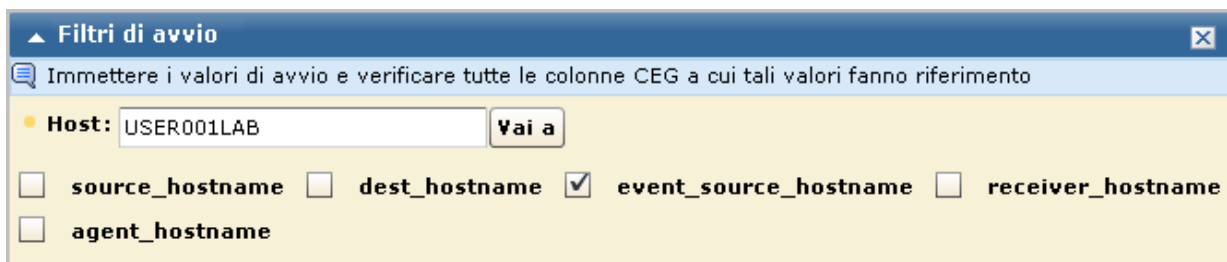 Filtri di avvio
Immettere i valori di avvio e verificare tutte le colonne CEG a cui tali valori fanno riferimento
Host: USER001LAB Vai a
source_hostname dest_hostname event_source_hostname receiver_hostname
agent_hostname